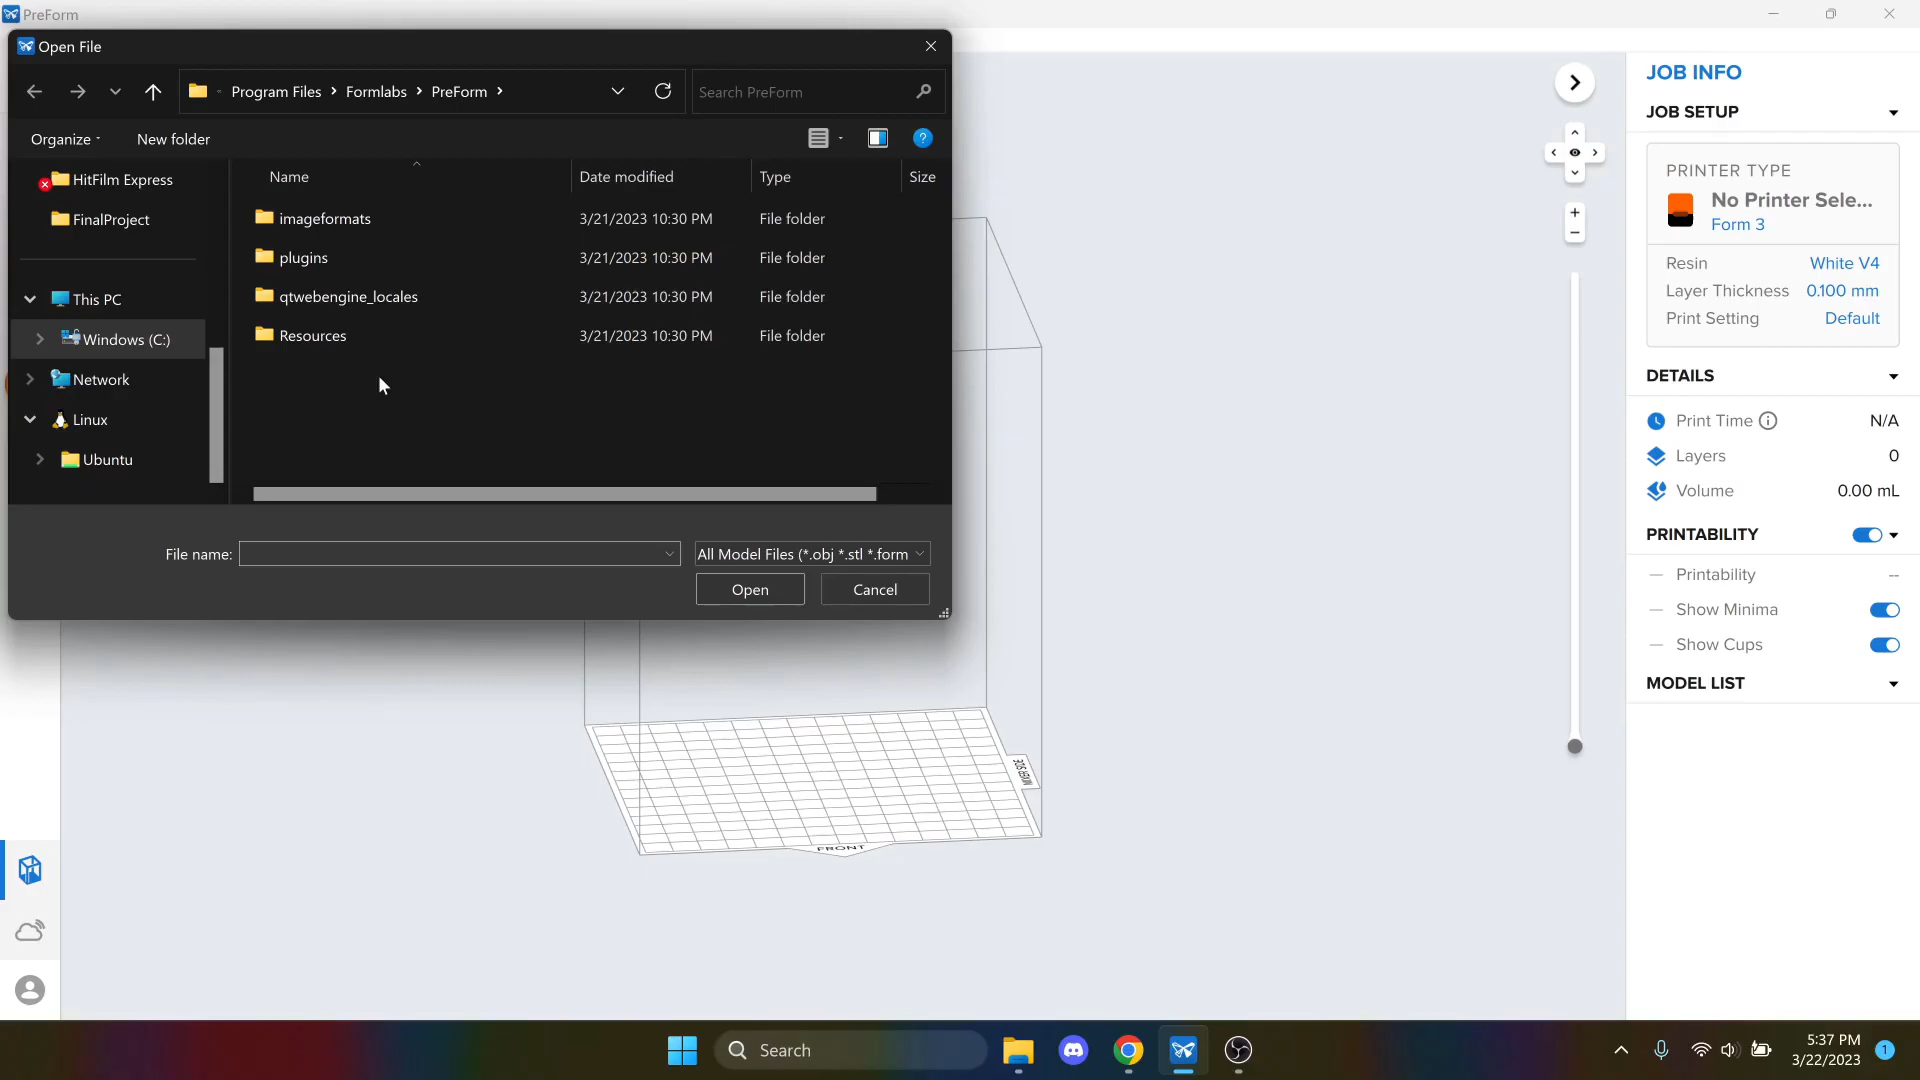 PreForm
Open File
Program Files > Formlabs > PreForm >
Search PreForm
Organize
New folder
Name
Date modified
Type
Size
HitFilm Express
FinalProject
This PC
Windows (C:)
Network
Linux
Ubuntu
imageformats 3/21/2023 10:30 PM File folder
plugins 3/21/2023 10:30 PM File folder
qtwebengine_locales 3/21/2023 10:30 PM File folder
Resources 3/21/2023 10:30 PM File folder
File name:
All Model Files (*.obj *.stl *.form
Open
Cancel
MIXER SIDE
FRONT
JOB INFO
JOB SETUP
PRINTER TYPE
No Printer Sele...
Form 3
Resin White V4
Layer Thickness 0.100 mm
Print Setting Default
DETAILS
Print Time N/A
Layers 0
Volume 0.00 mL
PRINTABILITY
Printability --
Show Minima
Show Cups
MODEL LIST
Search
5:37 PM
3/22/2023
1